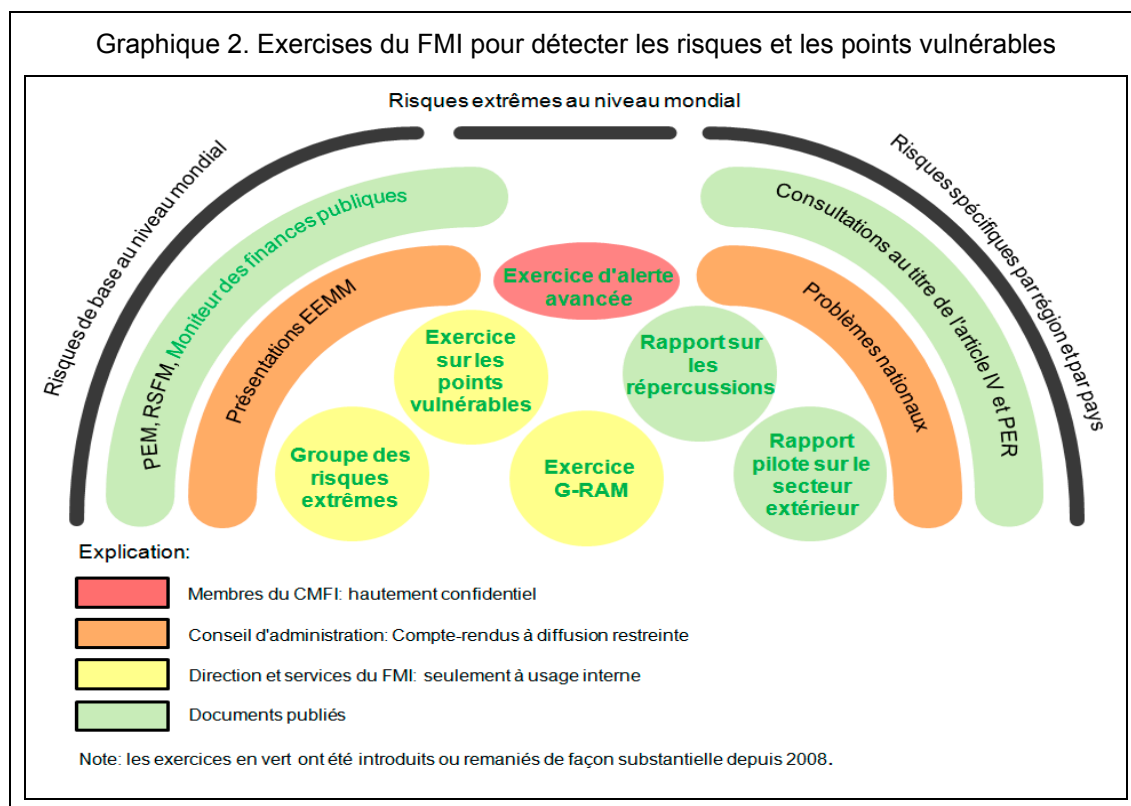 Graphique 2. Exercises du FMI pour détecter les risques et les points vulnérables
Risques extrêmes au niveau mondial
Risques de base au niveau mondial
Risques spécifiques par région et par pays
PEM, RSFM, Moniteur des finances publiques
Consultations au titre de l'article IV et PER
Présentations EEMM
Problèmes nationaux
Exercice d'alerte
avancée
Exercice
sur les
points
vulnérables
Rapport sur
les
répercussions
Groupe des
risques
extrêmes
Exercice
G-RAM
Rapport
pilote sur le
secteur
extérieur
Explication:
Membres du CMFI: hautement confidentiel
Conseil d'administration: Compte-rendus à diffusion restreinte
Direction et services du FMI: seulement à usage interne
Documents publiés
Note: les exercices en vert ont été introduits ou remaniés de façon substantielle depuis 2008.